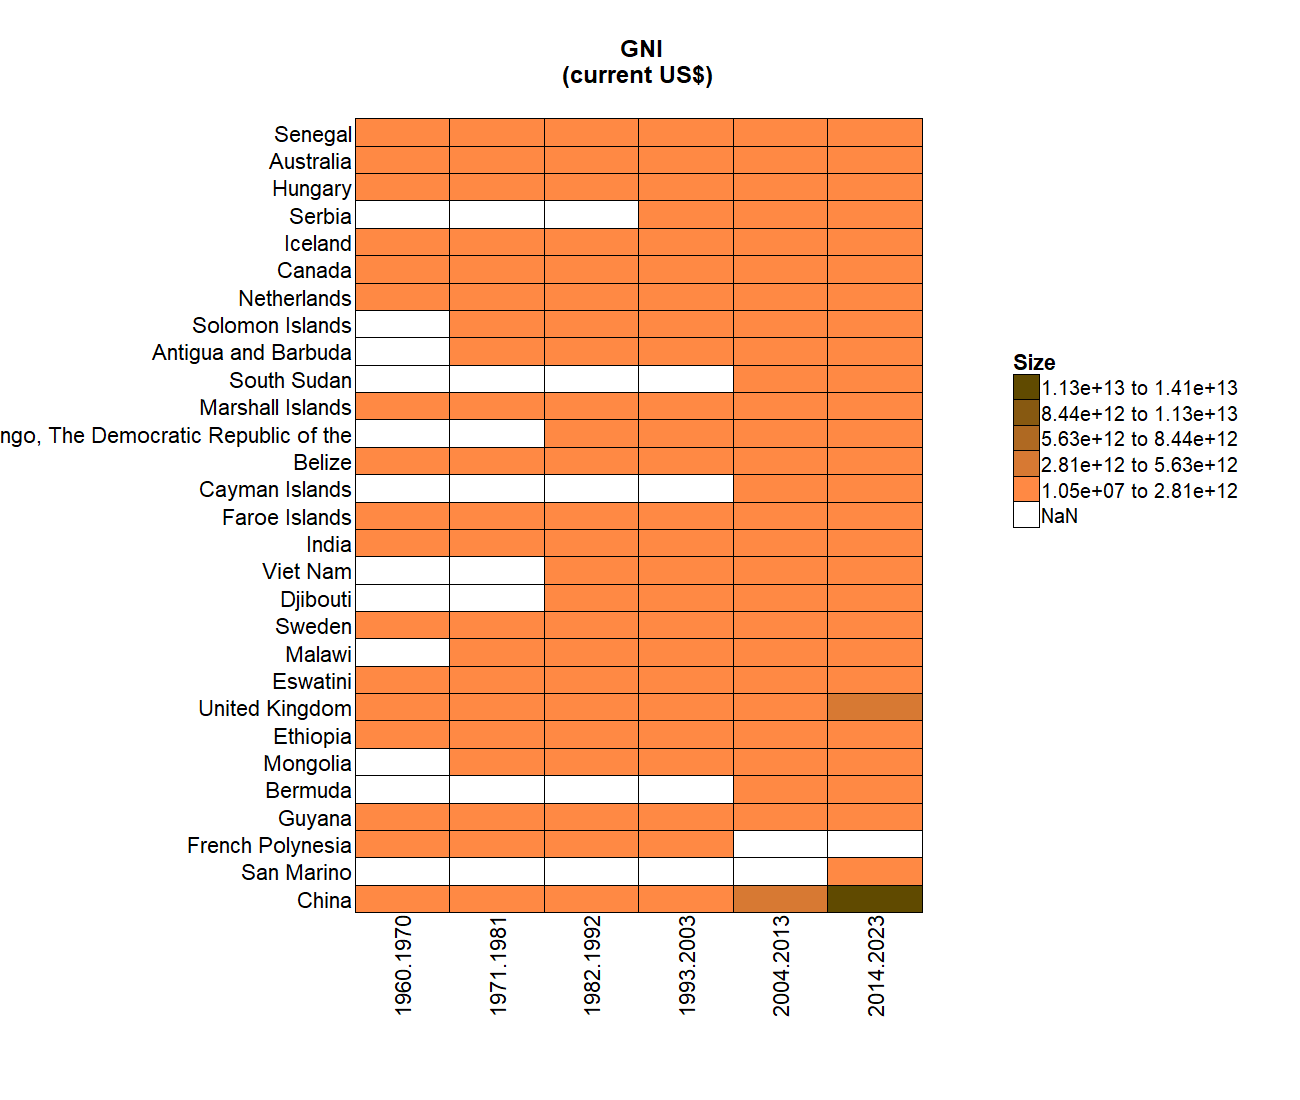 GNI
(current US$)
Senegal
Australia
Hungary
Serbia
Iceland
Canada
Netherlands
Solomon Islands
Antigua and Barbuda
South Sudan
Marshall Islands
ngo, The Democratic Republic of the
Belize
Cayman Islands
Faroe Islands
India
Viet Nam
Djibouti
Sweden
Malawi
Eswatini
United Kingdom
Ethiopia
Mongolia
Bermuda
Guyana
French Polynesia
San Marino
China
1960.1970
1971.1981
1982.1992
1993.2003
2004.2013
2014.2023
Size
1.13e+13 to 1.41e+13
8.44e+12 to 1.13e+13
5.63e+12 to 8.44e+12
2.81e+12 to 5.63e+12
1.05e+07 to 2.81e+12
NaN